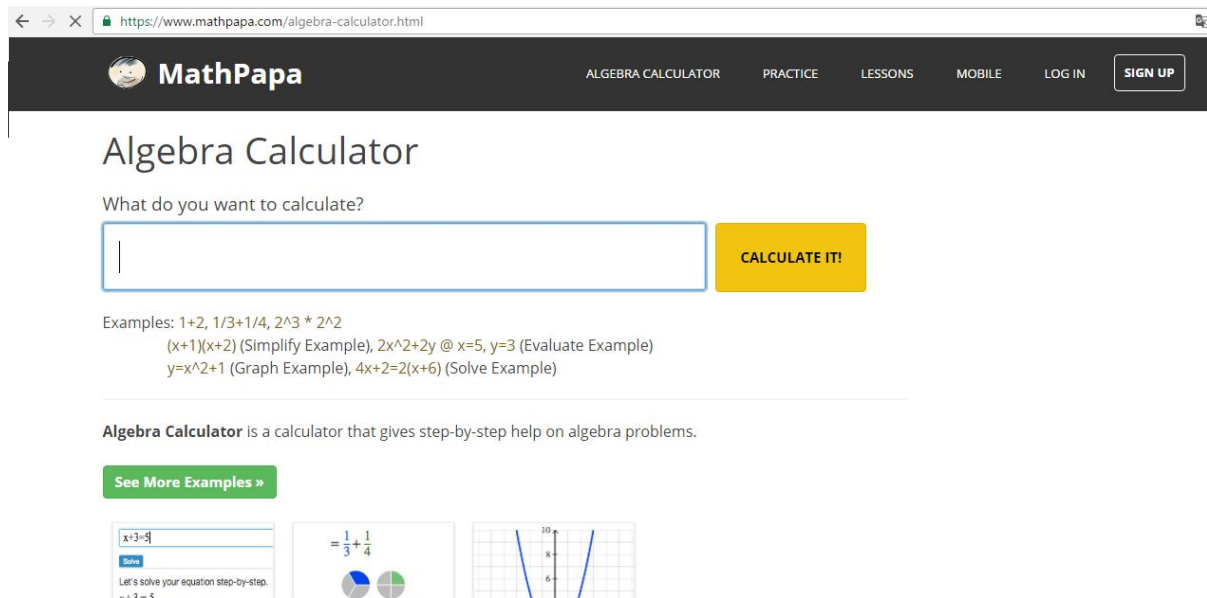 https://www.mathpapa.com/algebra-calculator.html
MathPapa
ALGEBRA CALCULATOR PRACTICE LESSONS MOBILE LOG IN SIGN UP
Algebra Calculator
What do you want to calculate?
CALCULATE IT!
Examples: 1+2, 1/3+1/4, 2^3 * 2^2
(x+1)(x+2) (Simplify Example), 2x^2+2y @ x=5, y=3 (Evaluate Example)
y=x^2+1 (Graph Example), 4x+2=2(x+6) (Solve Example)
Algebra Calculator is a calculator that gives step-by-step help on algebra problems.
See More Examples »
x+3=5
Solve
Let's solve your equation step-by-step.
x+3=5
= 1/3 + 1/4
10
8
6